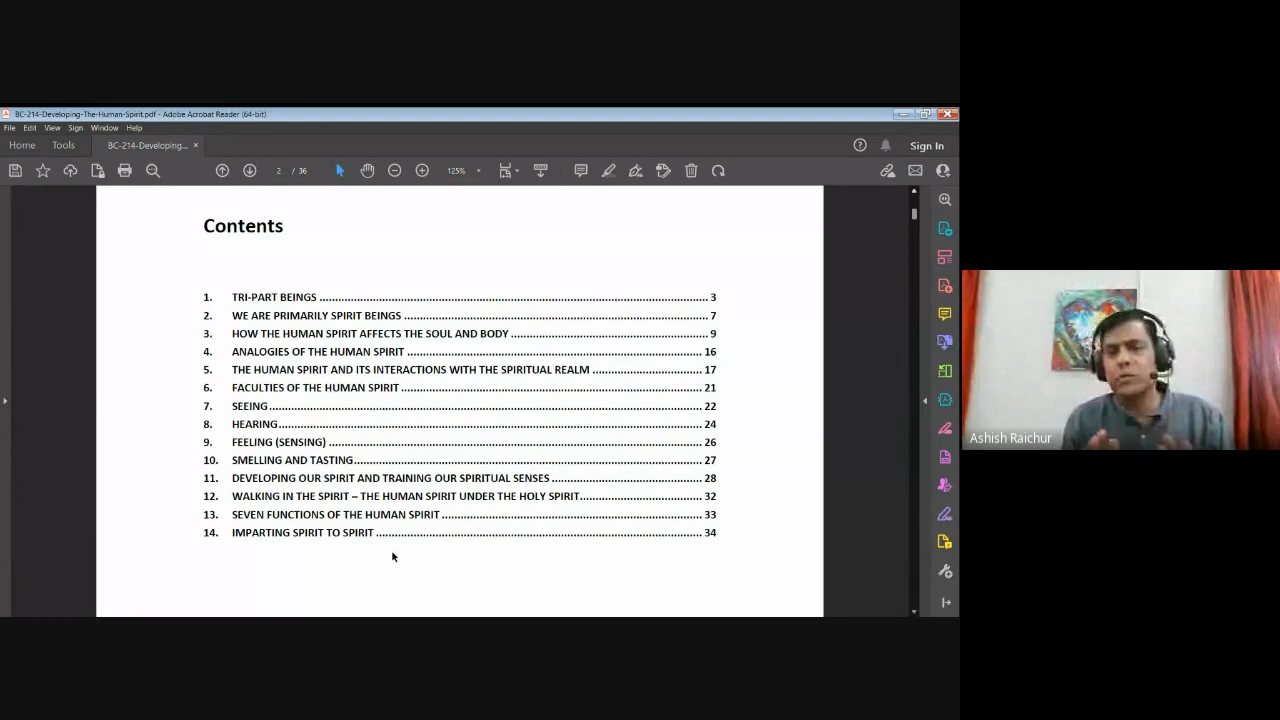 BC-214-Developing-The-Human-Spirit.pdf - Adobe Acrobat Reader (64-bit)
File Edit View Sign Window Help
Home Tools BC-214-Developing... × Sign In
2 / 36 125%
Contents
1. TRI-PART BEINGS ........ 3
2. WE ARE PRIMARILY SPIRIT BEINGS ........ 7
3. HOW THE HUMAN SPIRIT AFFECTS THE SOUL AND BODY ........ 9
4. ANALOGIES OF THE HUMAN SPIRIT ........ 16
5. THE HUMAN SPIRIT AND ITS INTERACTIONS WITH THE SPIRITUAL REALM ........ 17
6. FACULTIES OF THE HUMAN SPIRIT ........ 21
7. SEEING ........ 22
8. HEARING ........ 24
9. FEELING (SENSING) ........ 26
10. SMELLING AND TASTING ........ 27
11. DEVELOPING OUR SPIRIT AND TRAINING OUR SPIRITUAL SENSES ........ 28
12. WALKING IN THE SPIRIT – THE HUMAN SPIRIT UNDER THE HOLY SPIRIT ........ 32
13. SEVEN FUNCTIONS OF THE HUMAN SPIRIT ........ 33
14. IMPARTING SPIRIT TO SPIRIT ........ 34
Ashish Raichur